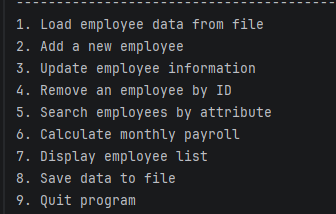 ------------------------------------------
1. Load employee data from file
2. Add a new employee
3. Update employee information
4. Remove an employee by ID
5. Search employees by attribute
6. Calculate monthly payroll
7. Display employee list
8. Save data to file
9. Quit program